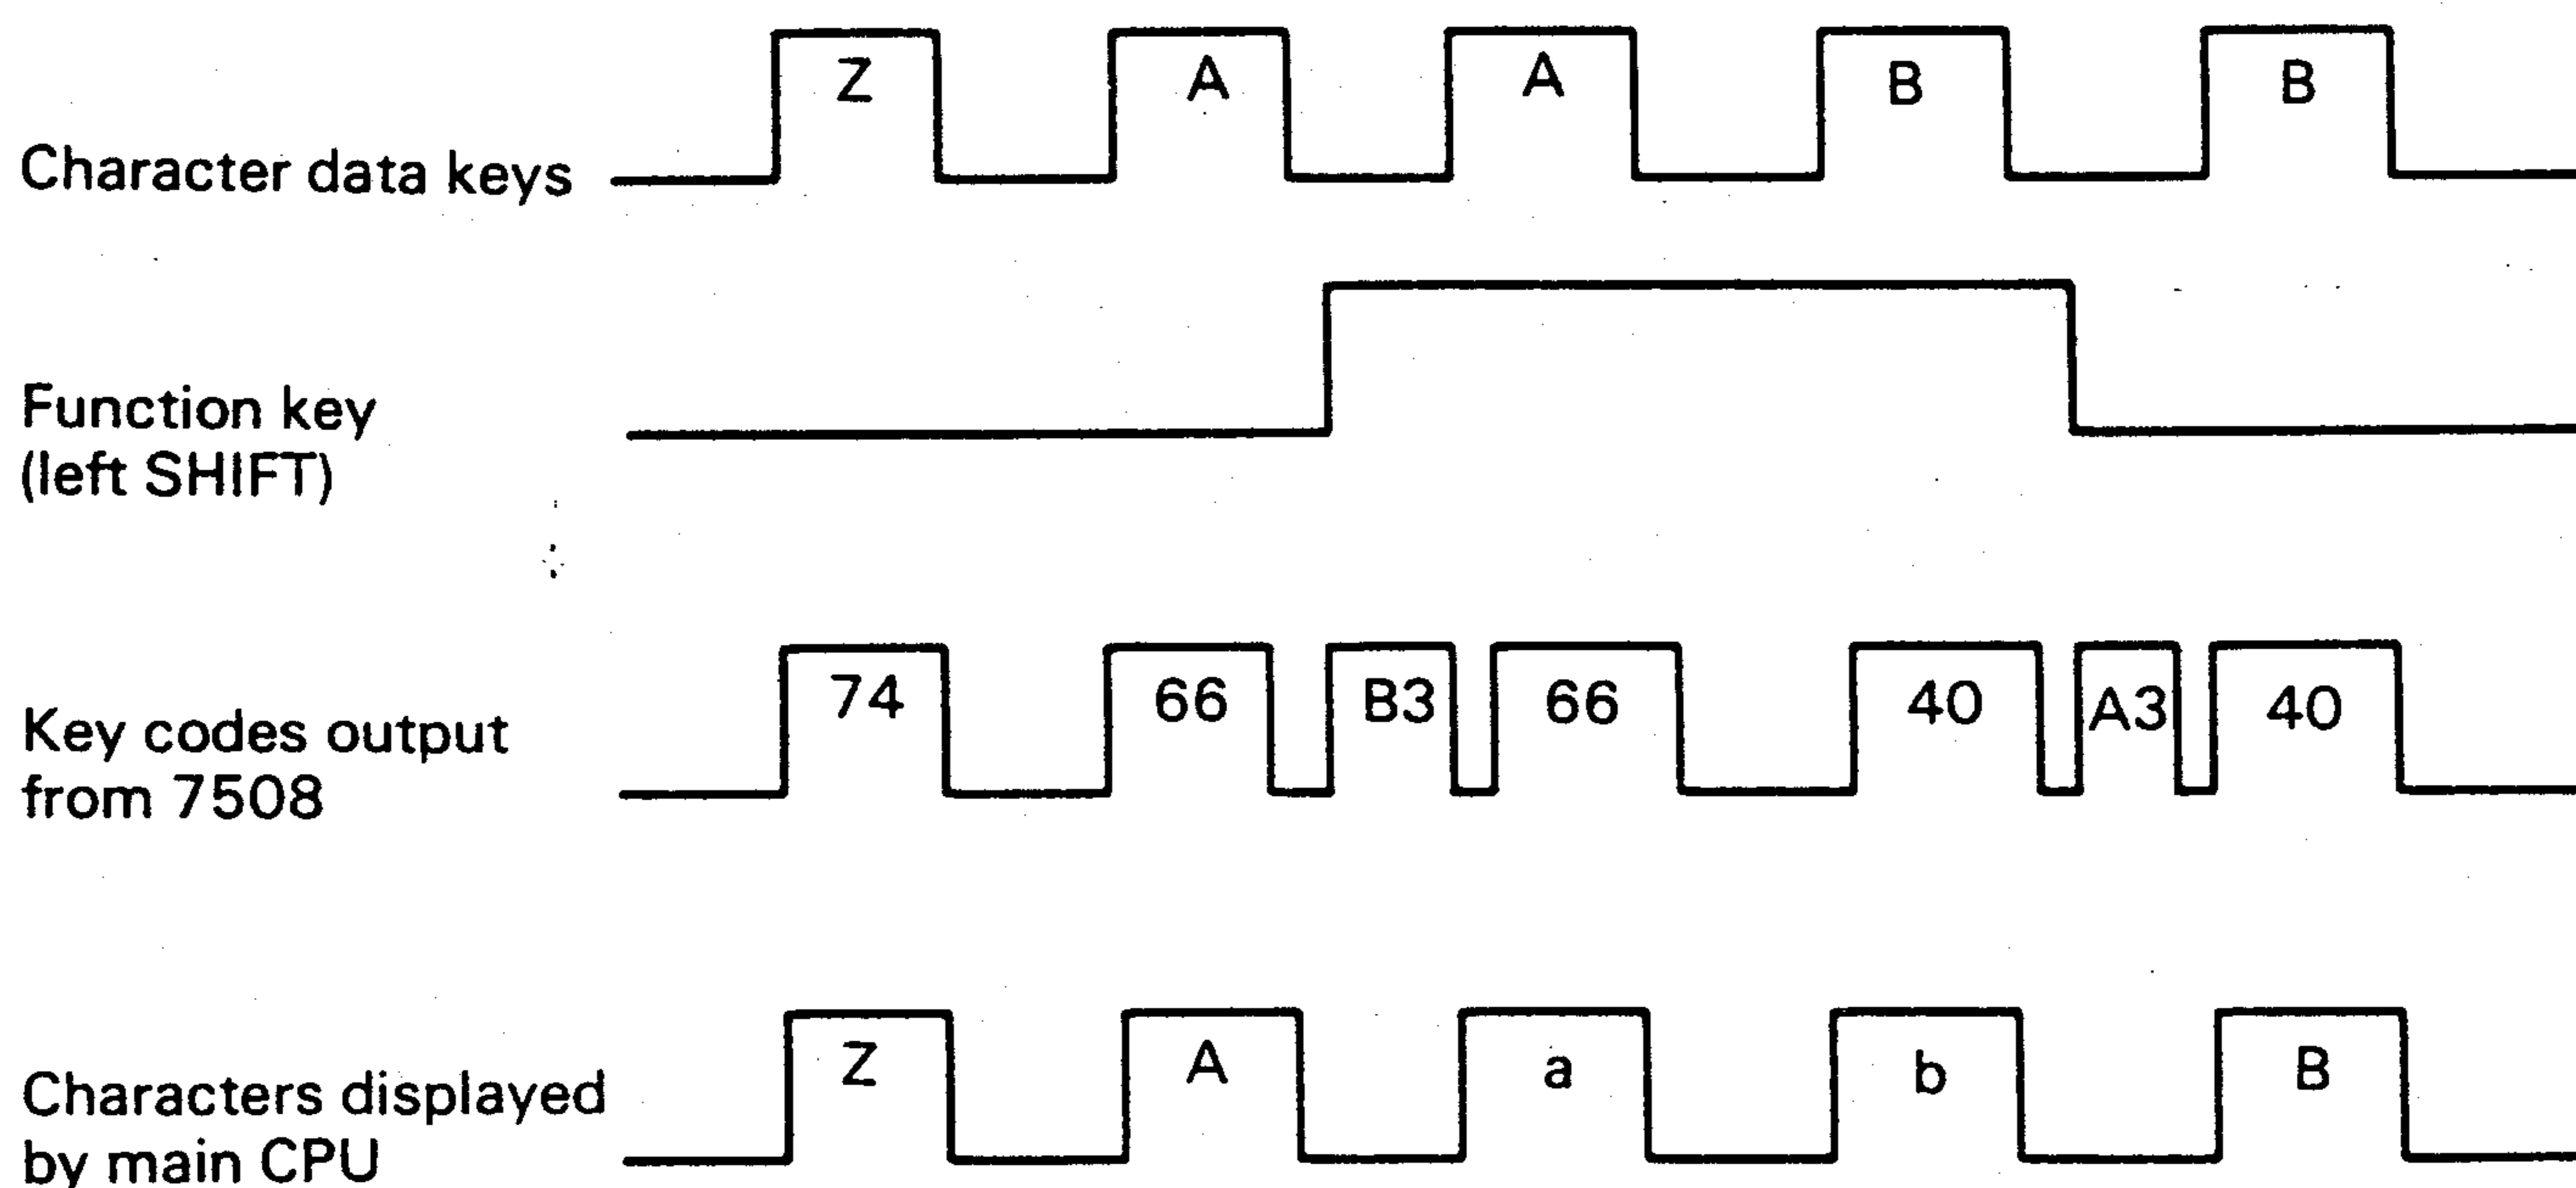 Z A A B B
Character data keys
Function key
(left SHIFT)
74 66 B3 66 40 A3 40
Key codes output
from 7508
Z A a b B
Characters displayed
by main CPU